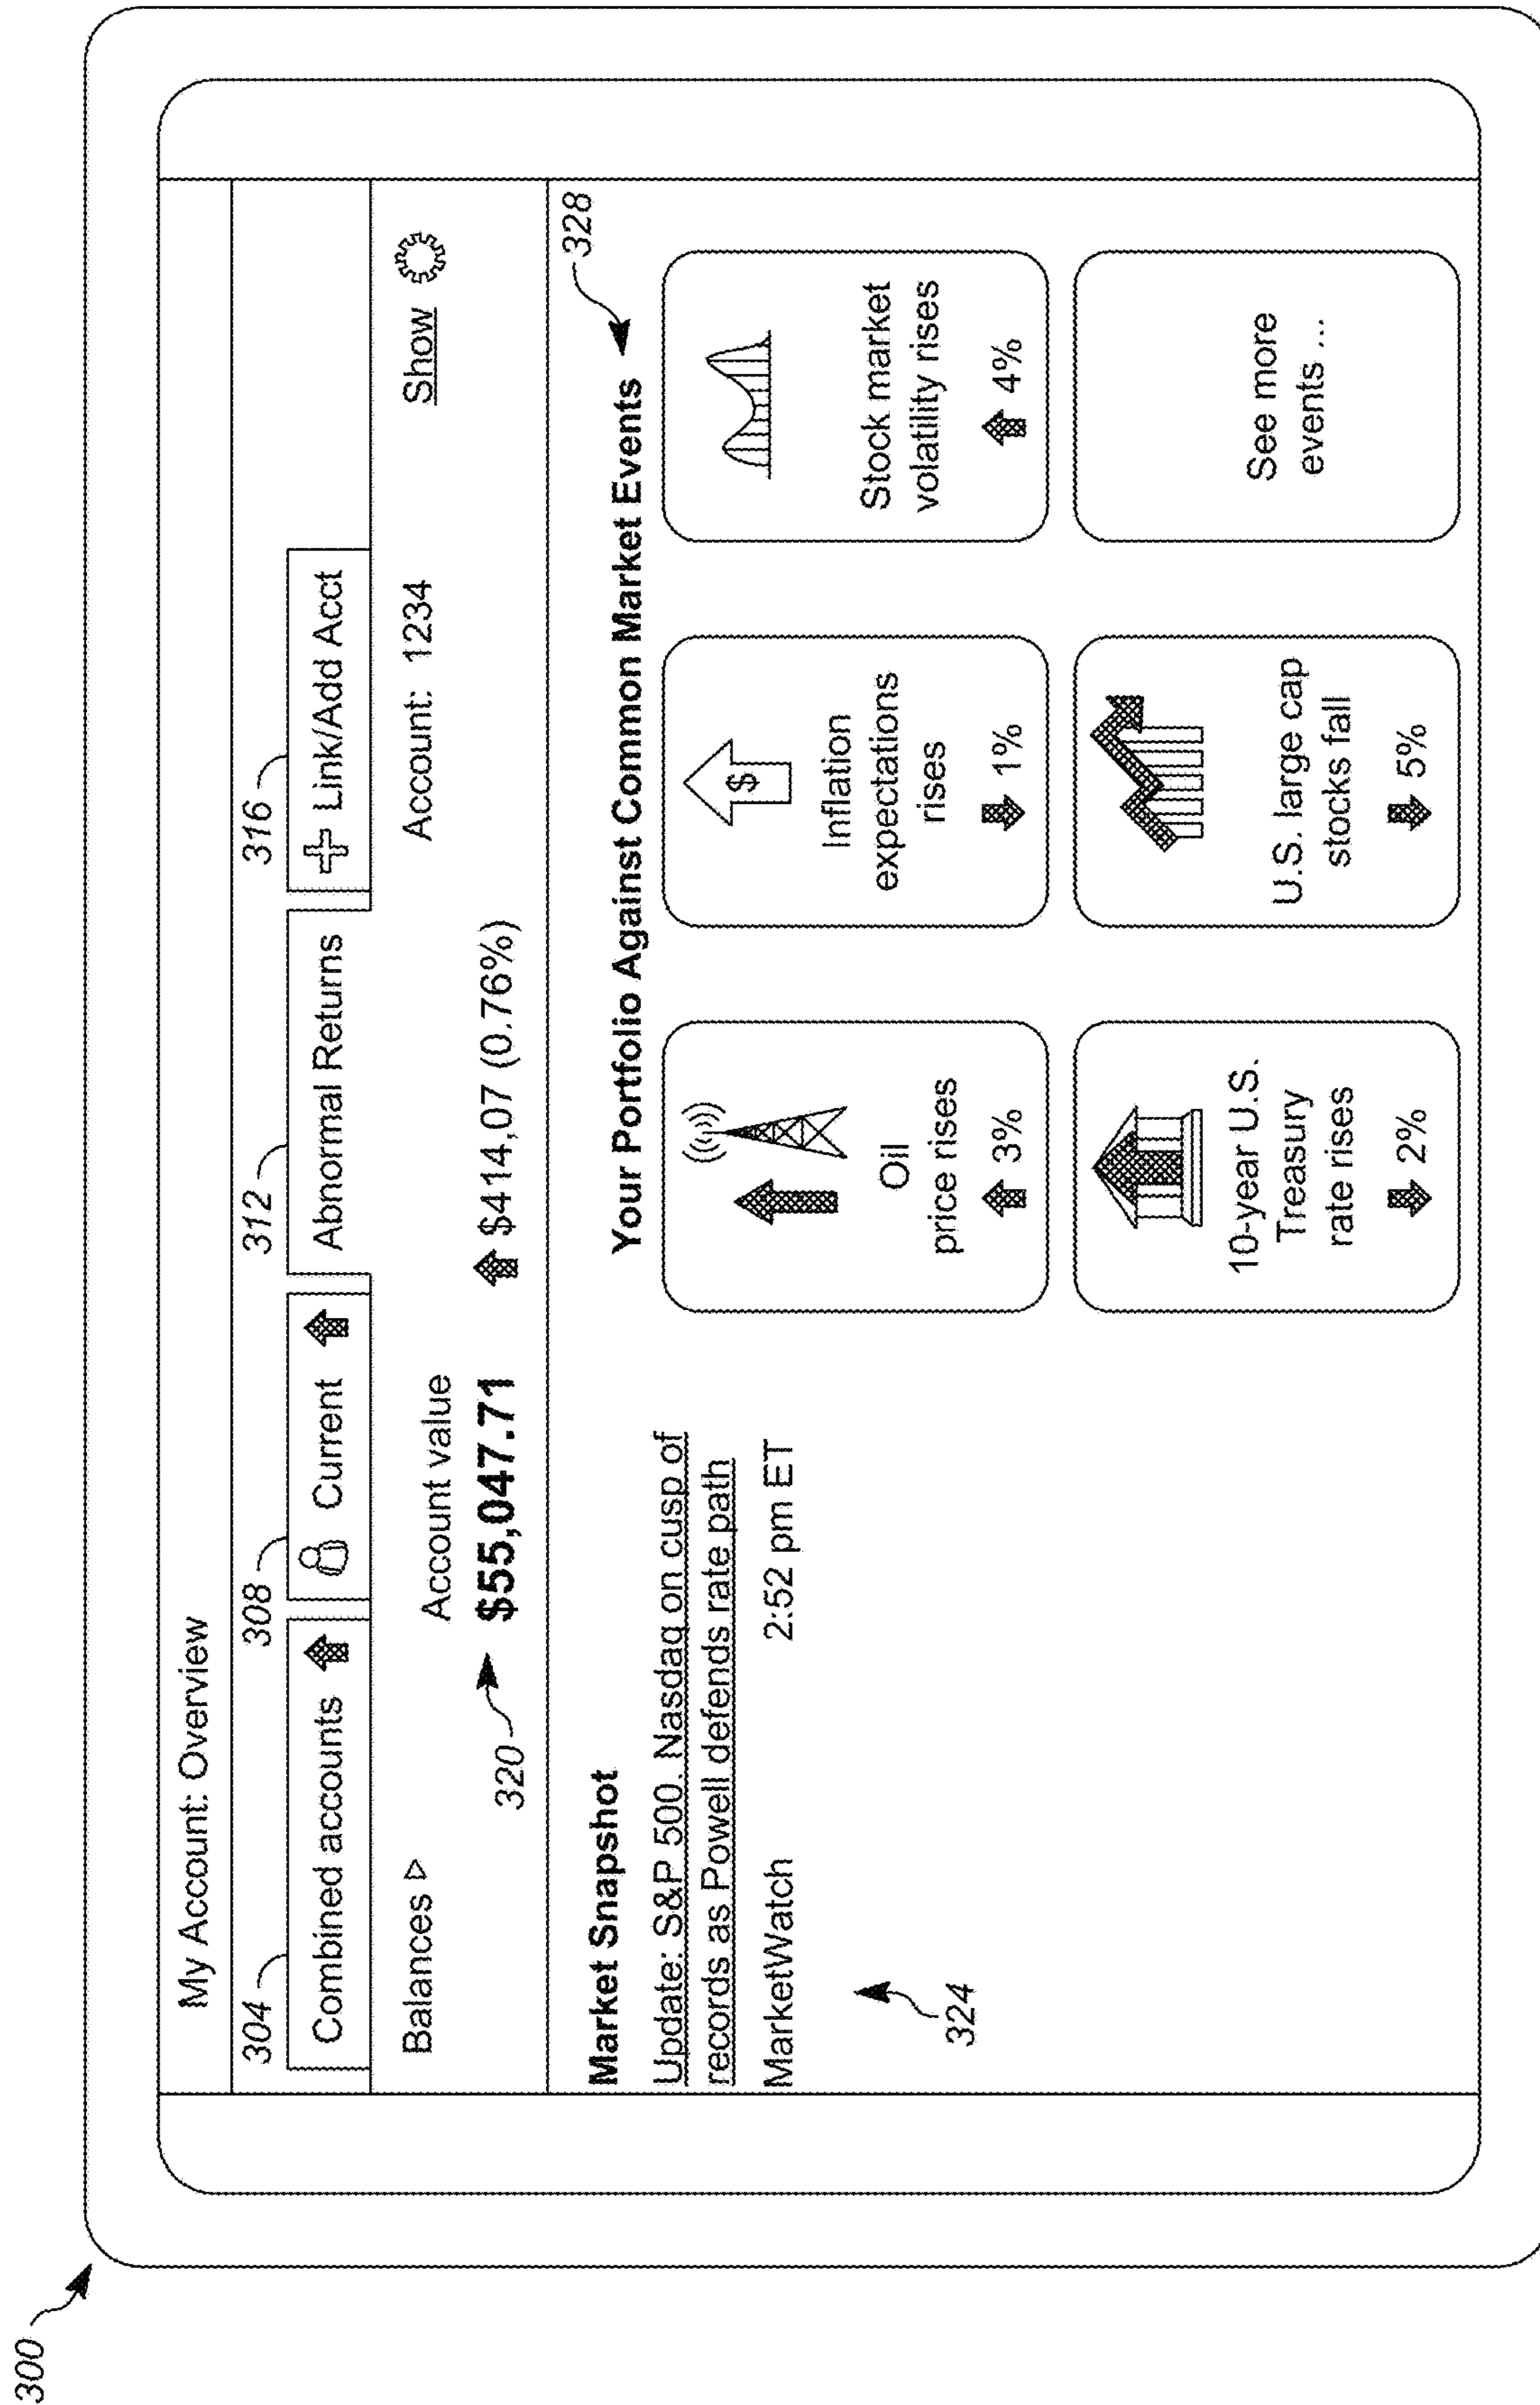 300
My Account: Overview
304
308
312
316
Combined accounts
Current
Abnormal Returns
Link/Add Acct
Balances
Account value
Account: 1234
Show
320
$55,047.71
$414,07 (0.76%)
Market Snapshot
Update: S&P 500. Nasdaq on cusp of
records as Powell defends rate path
MarketWatch
2:52 pm ET
324
328
Your Portfolio Against Common Market Events
Oil
price rises
3%
Inflation
expectations
rises
1%
Stock market
volatility rises
4%
10-year U.S.
Treasury
rate rises
2%
U.S. large cap
stocks fall
5%
See more
events ...